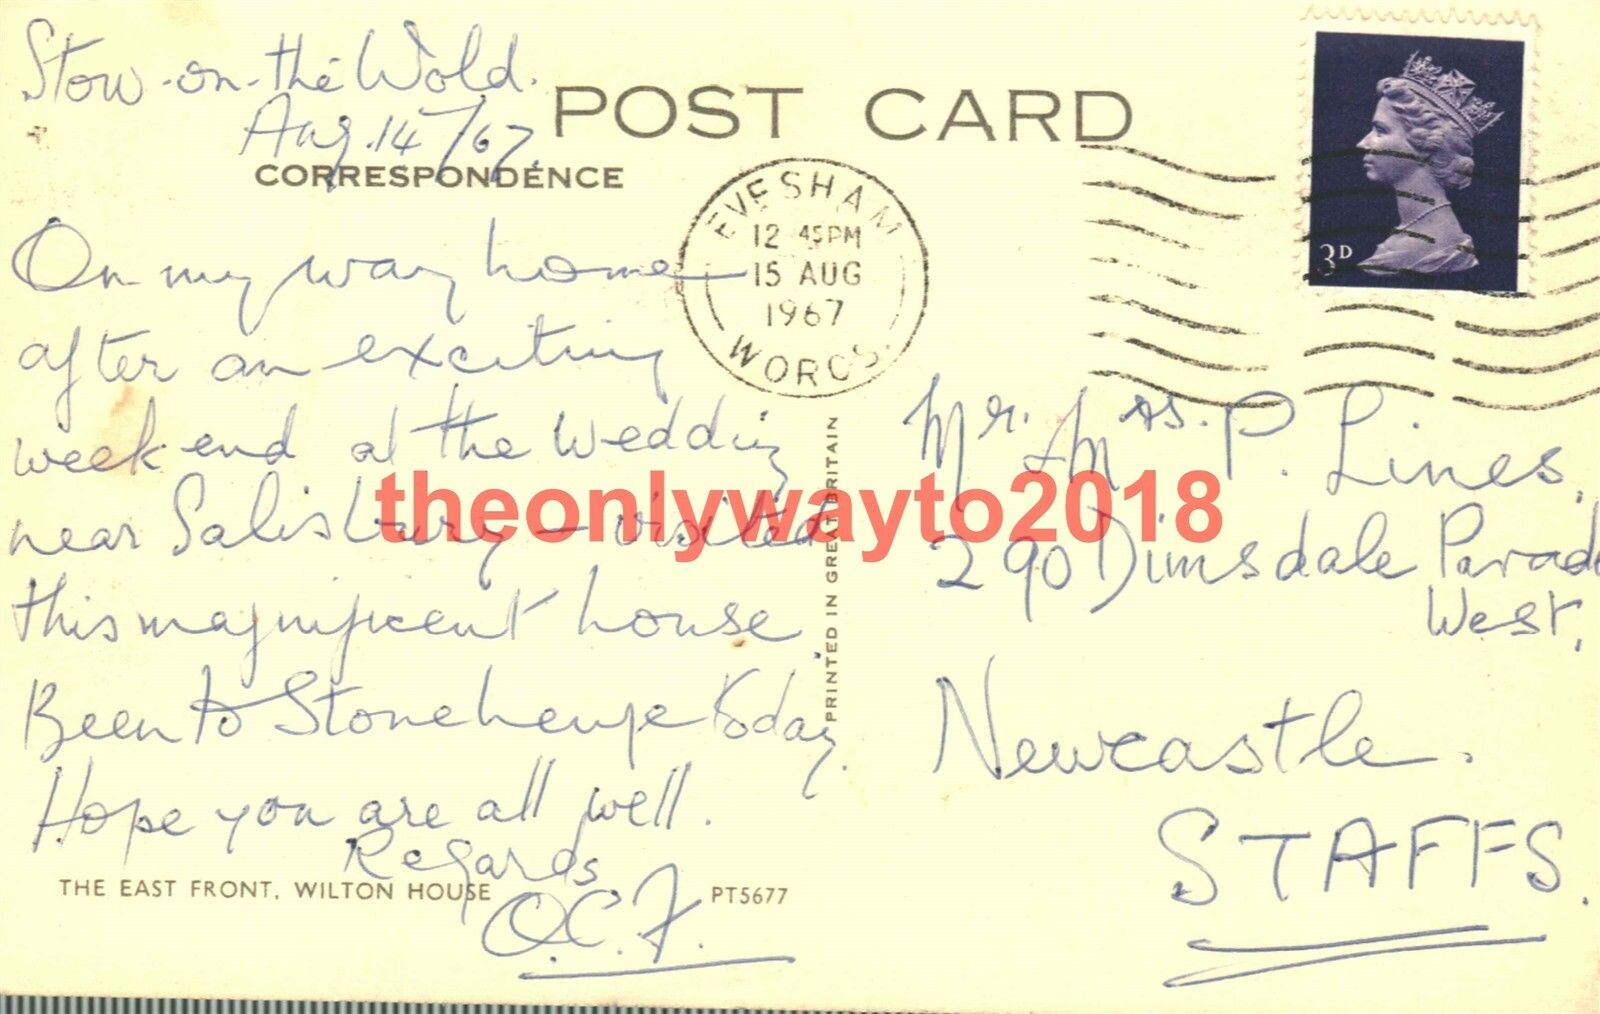 Stow-on-the Wold.
Aug. 14/67.
POST CARD
CORRESPONDENCE
On my way home
after an exciting
week end at the wedding
near Salisbury – visited
this magnificent house.
Been to Stonehenge today.
Hope you are all well.
Regards
O.C.F.
THE EAST FRONT, WILTON HOUSE
PT5677
PRINTED IN GREAT BRITAIN
EVESHAM
12 45PM
15 AUG
1967
WORCS.
3D
Mr. & Mrs. P. Lines,
290 Dimsdale Parade
West,
Newcastle.
STAFFS.
theonlywayto2018